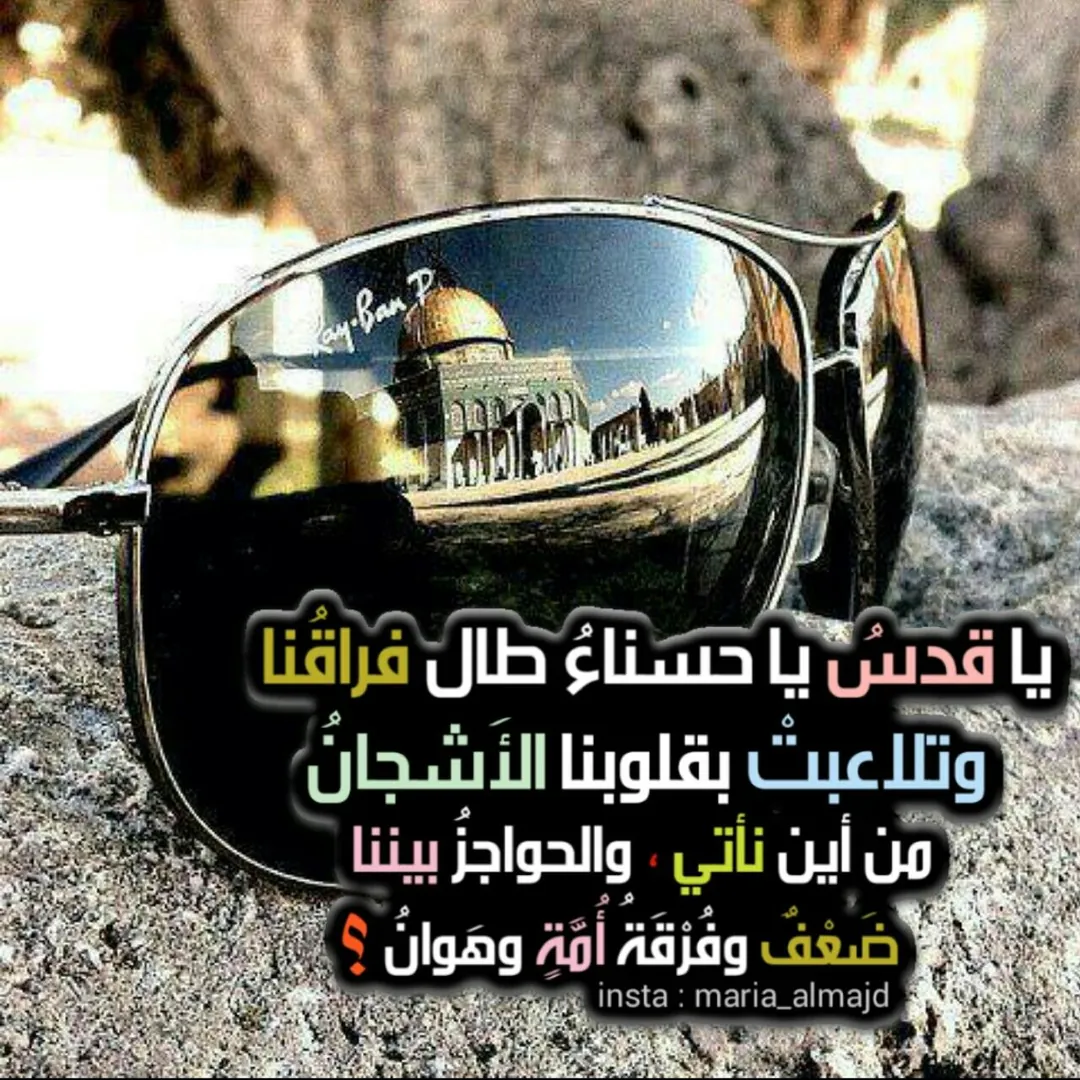 Ray-Ban P
يا قدسُ يا حسناءُ طال فراقُنا
وتلاعبتْ بقلوبنا الأَشجانُ
من أين نأتي ، والحواجزُ بيننا
ضَعْفٌ وفُرْقَةُ أُمَّةٍ وهَوانُ ؟
insta : maria_almajd